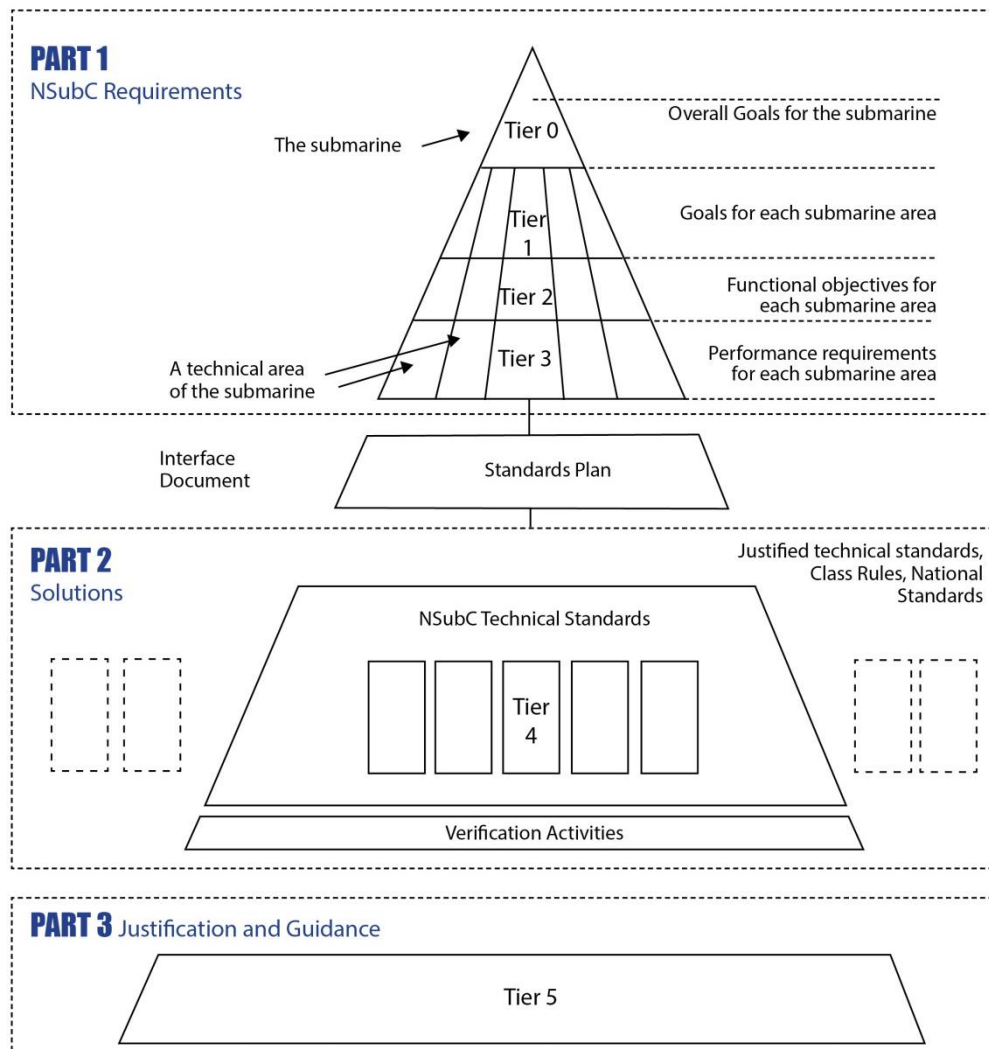 PART 1
NSubC Requirements
The submarine
Tier 0
Overall Goals for the submarine
Tier
1
Goals for each submarine area
Tier 2
Functional objectives for
each submarine area
A technical area
of the submarine
Tier 3
Performance requirements
for each submarine area
Interface
Document
Standards Plan
PART 2
Solutions
Justified technical standards,
Class Rules, National
Standards
NSubC Technical Standards
Tier
4
Verification Activities
PART 3 Justification and Guidance
Tier 5